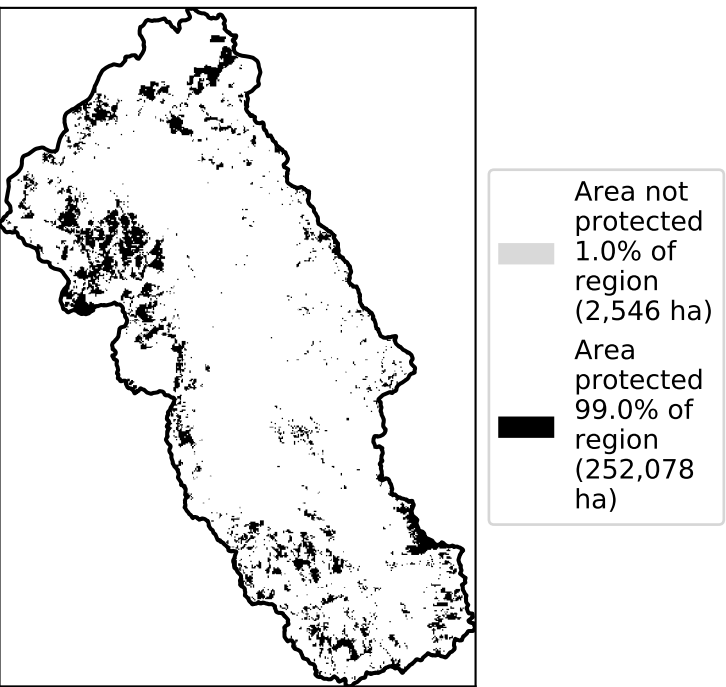 Area not
protected
1.0% of
region
(2,546 ha)
Area
protected
99.0% of
region
(252,078
ha)